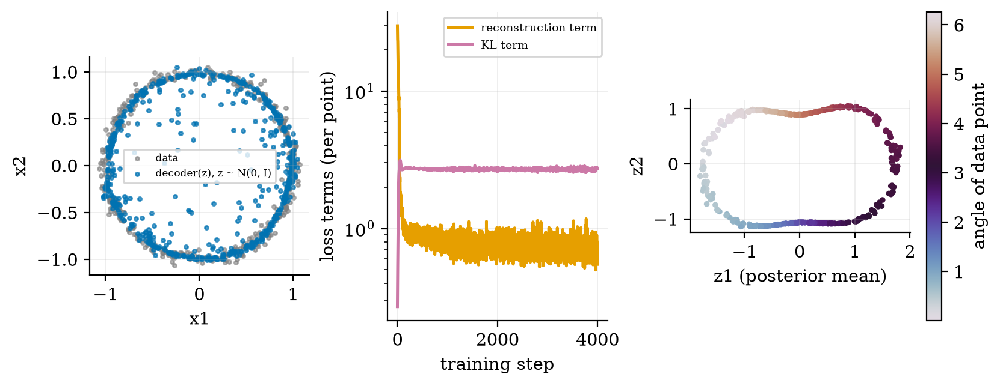 1.0
0.5
0.0
−0.5
−1.0
x2
−1
0
1
x1
data
decoder(z), z ~ N(0, I)
10¹
10⁰
loss terms (per point)
0
2000
4000
training step
reconstruction term
KL term
1
0
−1
z2
−1
0
1
2
z1 (posterior mean)
6
5
4
3
2
1
angle of data point